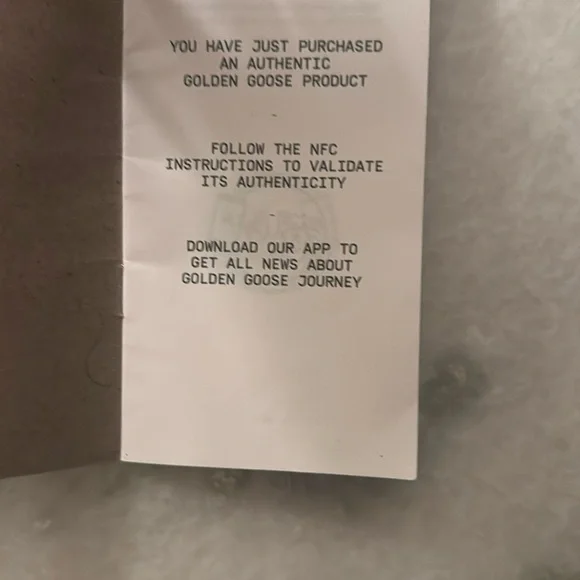 YOU HAVE JUST PURCHASED
AN AUTHENTIC
GOLDEN GOOSE PRODUCT
-
FOLLOW THE NFC
INSTRUCTIONS TO VALIDATE
ITS AUTHENTICITY
-
DOWNLOAD OUR APP TO
GET ALL NEWS ABOUT
GOLDEN GOOSE JOURNEY